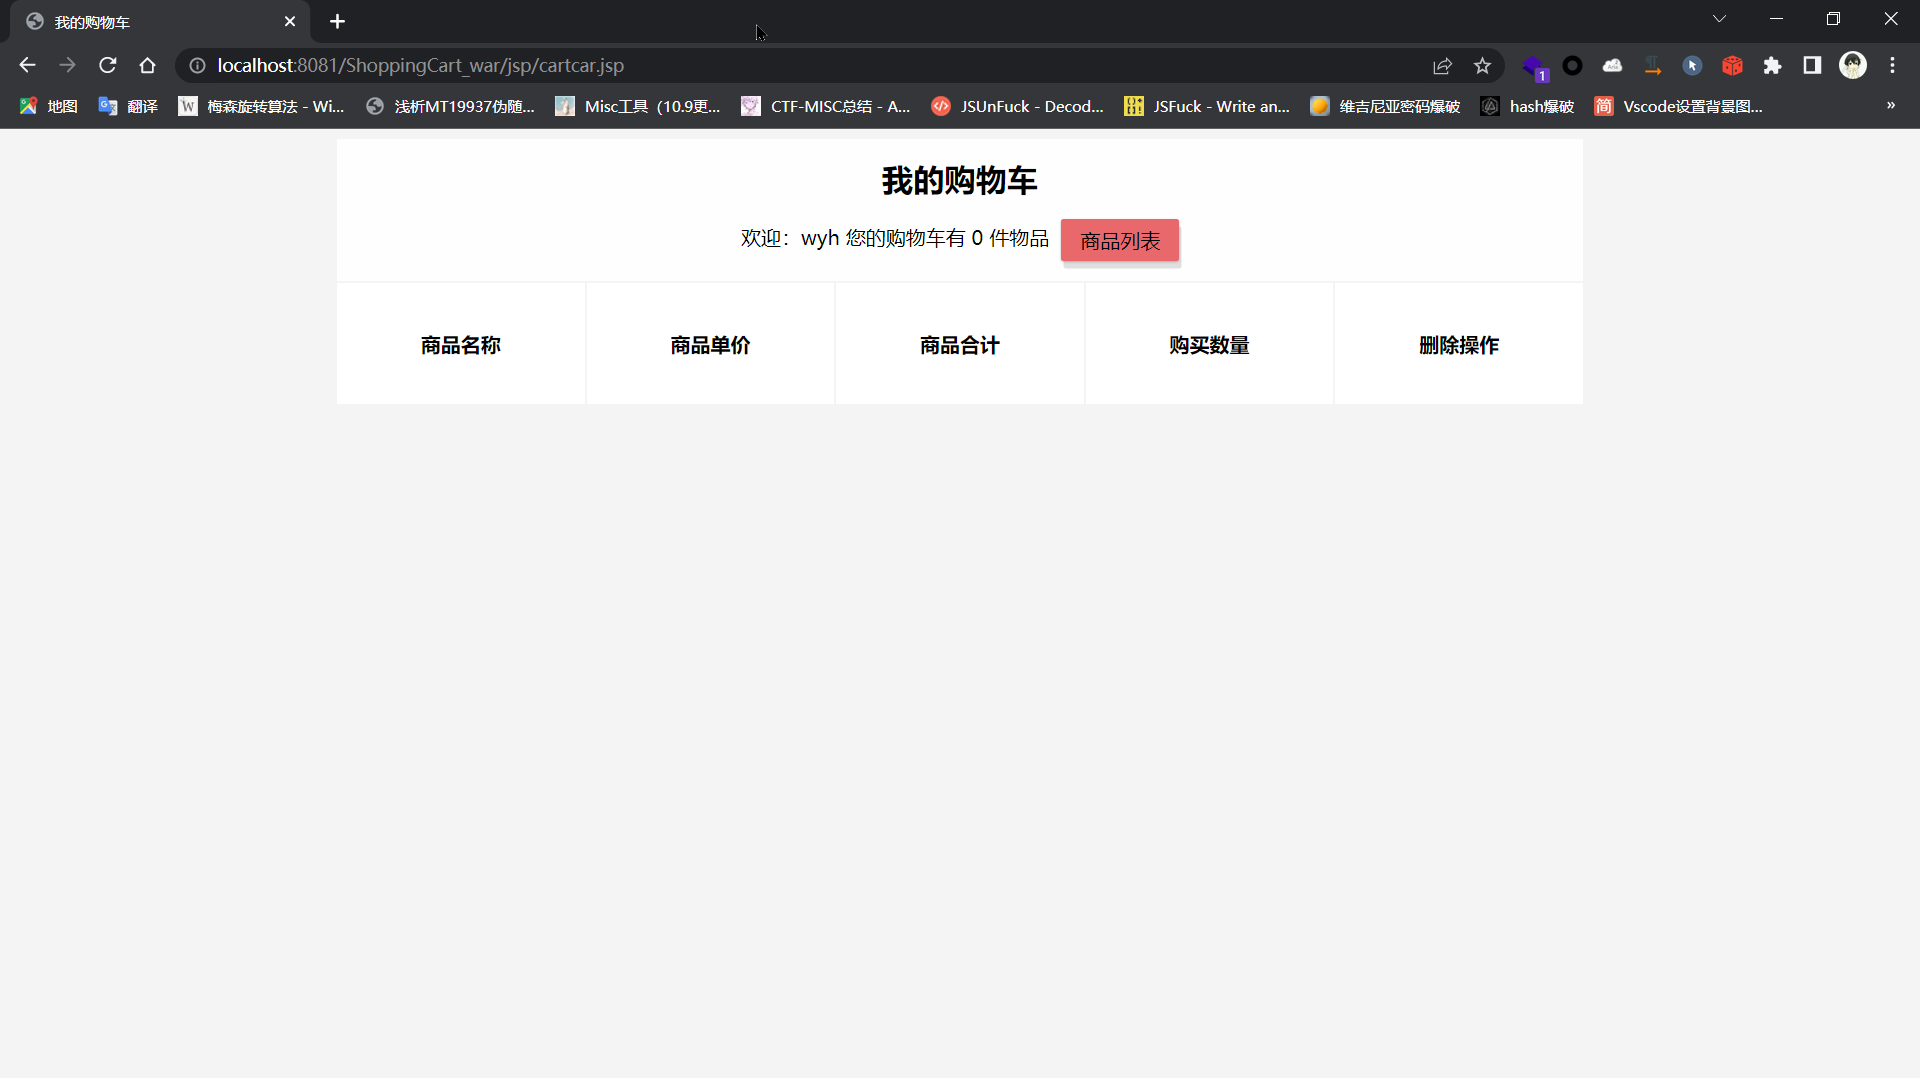 我的购物车
localhost:8081/ShoppingCart_war/jsp/cartcar.jsp
1
地图 翻译 W 梅森旋转算法 - Wi... 浅析MT19937伪随... Misc工具（10.9更... CTF-MISC总结 - A... JSUnFuck - Decod... JSFuck - Write an... 维吉尼亚密码爆破 hash爆破 简 Vscode设置背景图... »
我的购物车
欢迎：wyh 您的购物车有 0 件物品 商品列表
商品名称 商品单价 商品合计 购买数量 删除操作